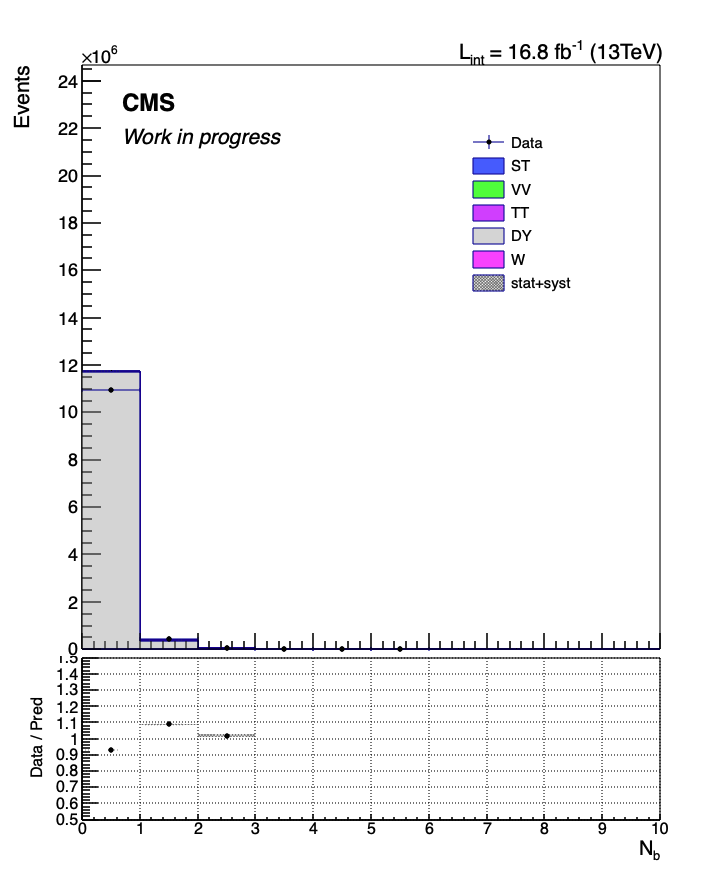 ×10⁶
L_int = 16.8 fb⁻¹ (13TeV)
Events
CMS
Work in progress
24
22
20
18
16
14
12
10
8
6
4
2
0
Data
ST
VV
TT
DY
W
stat+syst
Data / Pred
1.5
1.4
1.3
1.2
1.1
1
0.9
0.8
0.7
0.6
0.5
0 1 2 3 4 5 6 7 8 9 10
N_b